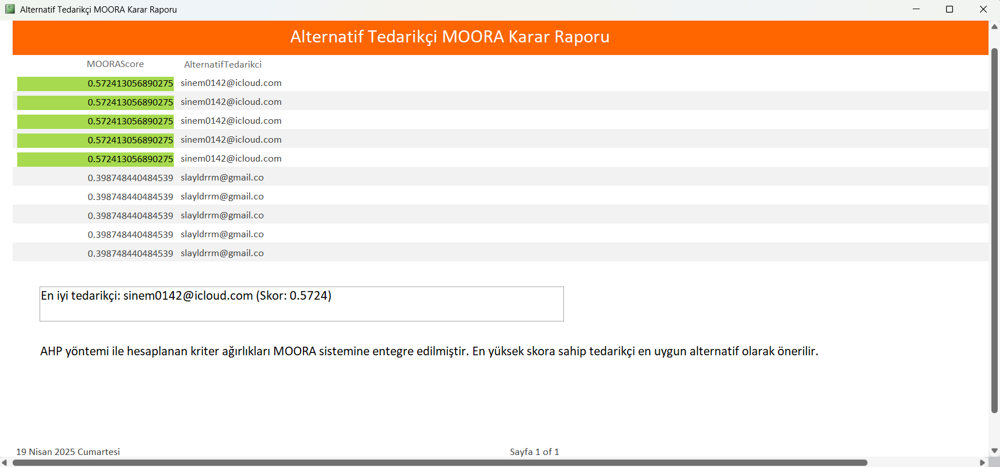 Alternatif Tedarikçi MOORA Karar Raporu
Alternatif Tedarikçi MOORA Karar Raporu
MOORAScore AlternatifTedarikci
0.572413056890275 sinem0142@icloud.com
0.572413056890275 sinem0142@icloud.com
0.572413056890275 sinem0142@icloud.com
0.572413056890275 sinem0142@icloud.com
0.572413056890275 sinem0142@icloud.com
0.398748440484539 slayldrrm@gmail.co
0.398748440484539 slayldrrm@gmail.co
0.398748440484539 slayldrrm@gmail.co
0.398748440484539 slayldrrm@gmail.co
0.398748440484539 slayldrrm@gmail.co
En iyi tedarikçi: sinem0142@icloud.com (Skor: 0.5724)
AHP yöntemi ile hesaplanan kriter ağırlıkları MOORA sistemine entegre edilmiştir. En yüksek skora sahip tedarikçi en uygun alternatif olarak önerilir.
19 Nisan 2025 Cumartesi Sayfa 1 of 1